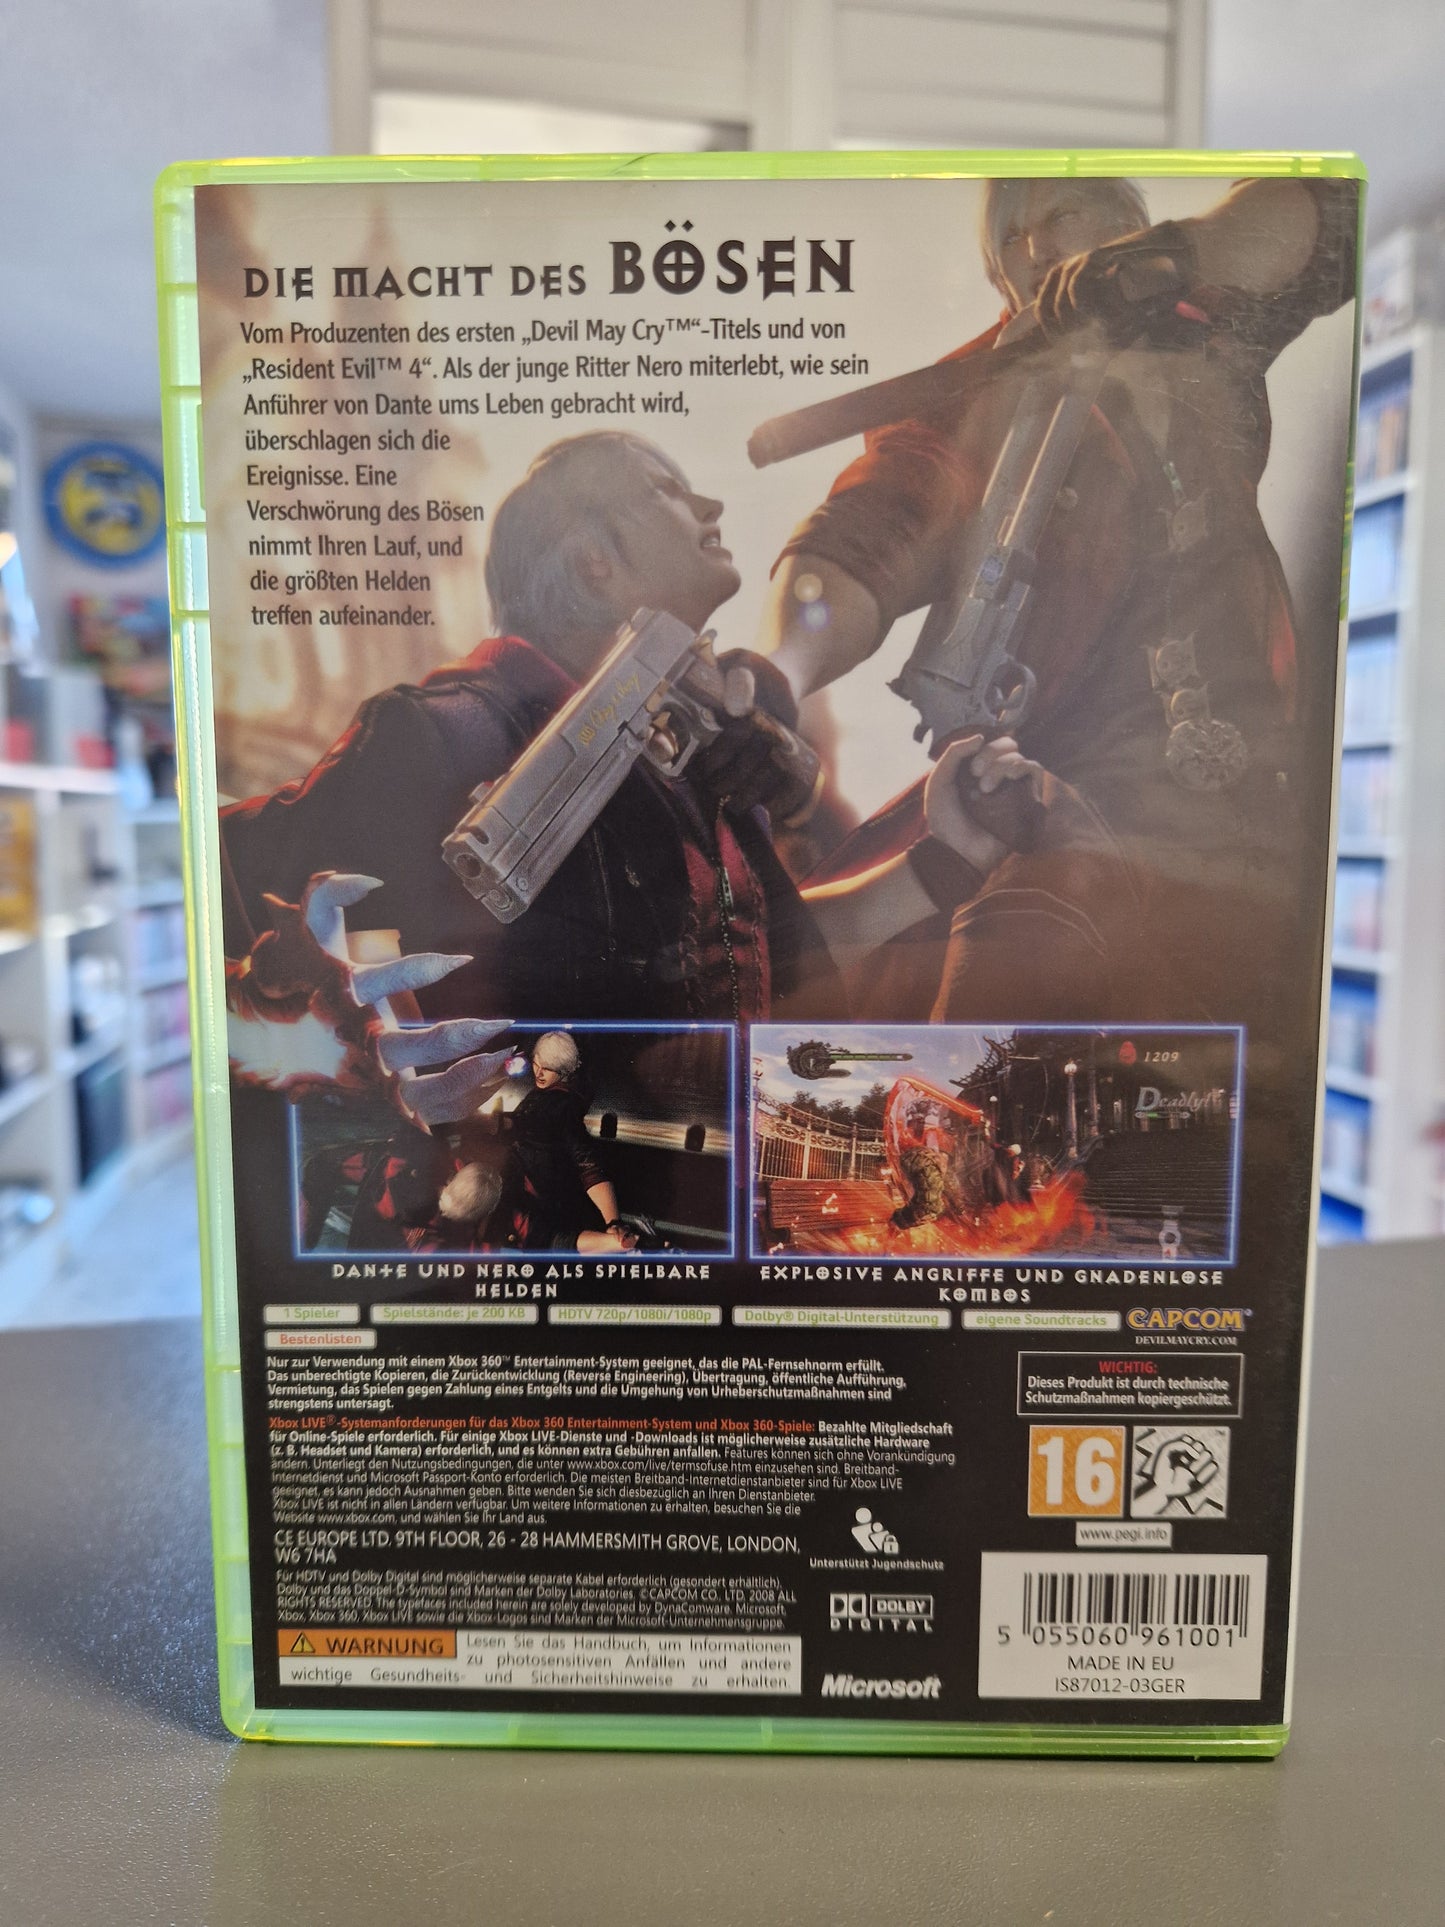 DIE MACHT DES BÖSEN
Vom Produzenten des ersten „Devil May Cry™“-Titels und von
„Resident Evil™ 4“. Als der junge Ritter Nero miterlebt, wie sein
Anführer von Dante ums Leben gebracht wird,
überschlagen sich die
Ereignisse. Eine
Verschwörung des Bösen
nimmt Ihren Lauf, und
die größten Helden
treffen aufeinander.
1209
Deadly!
DANTE UND NERO ALS SPIELBARE
HELDEN
EXPLOSIVE ANGRIFFE UND GNADENLOSE
KOMBOS
1 Spieler
Spielstände: je 200 KB
HDTV 720p/1080i/1080p
Dolby® Digital-Unterstützung
eigene Soundtracks
CAPCOM®
DEVILMAYCRY.COM
Bestenlisten
Nur zur Verwendung mit einem Xbox 360™ Entertainment-System geeignet, das die PAL-Fernsehnorm erfüllt.
Das unberechtigte Kopieren, die Zurückentwicklung (Reverse Engineering), Übertragung, öffentliche Aufführung,
Vermietung, das Spielen gegen Zahlung eines Entgelts und die Umgehung von Urheberschutzmaßnahmen sind
strengstens untersagt.
WICHTIG:
Dieses Produkt ist durch technische
Schutzmaßnahmen kopiergeschützt.
Xbox LIVE®-Systemanforderungen für das Xbox 360 Entertainment-System und Xbox 360-Spiele: Bezahlte Mitgliedschaft
für Online-Spiele erforderlich. Für einige Xbox LIVE-Dienste und -Downloads ist möglicherweise zusätzliche Hardware
(z. B. Headset und Kamera) erforderlich, und es können extra Gebühren anfallen. Features können sich ohne Vorankündigung
ändern. Unterliegt den Nutzungsbedingungen, die unter www.xbox.com/live/termsofuse.htm einzusehen sind. Breitband-
Internetdienst und Microsoft Passport-Konto erforderlich. Die meisten Breitband-Internetdienstanbieter sind für Xbox LIVE
geeignet, es kann jedoch Ausnahmen geben. Bitte wenden Sie sich diesbezüglich an Ihren Dienstanbieter.
Xbox LIVE ist nicht in allen Ländern verfügbar. Um weitere Informationen zu erhalten, besuchen Sie die
Website www.xbox.com, und wählen Sie Ihr Land aus.
16
www.pegi.info
CE EUROPE LTD, 9TH FLOOR, 26 - 28 HAMMERSMITH GROVE, LONDON,
W6 7HA
Unterstützt Jugendschutz
Für HDTV und Dolby Digital sind möglicherweise separate Kabel erforderlich (gesondert erhältlich).
Dolby und das Doppel-D-Symbol sind Marken der Dolby Laboratories. ©CAPCOM CO., LTD. 2008 ALL
RIGHTS RESERVED. The typefaces included herein are solely developed by DynaComware. Microsoft,
Xbox, Xbox 360, Xbox LIVE sowie die Xbox-Logos sind Marken der Microsoft-Unternehmensgruppe.
DOLBY
DIGITAL
WARNUNG
Lesen Sie das Handbuch, um Informationen
zu photosensitiven Anfällen und andere
wichtige Gesundheits- und Sicherheitshinweise zu erhalten.
Microsoft
5 055060 961001
MADE IN EU
IS87012-03GER